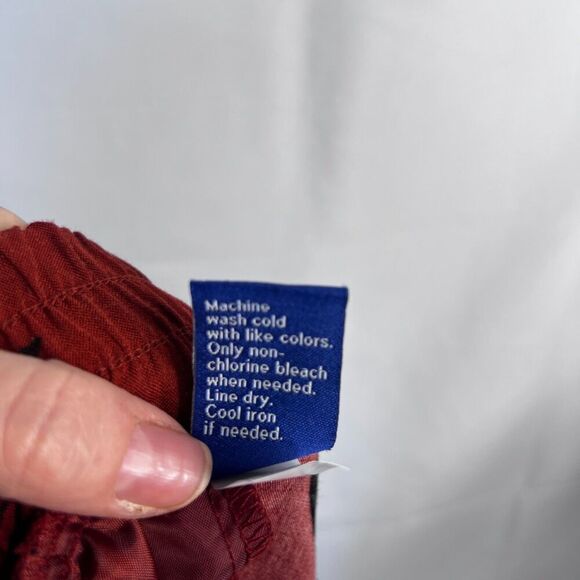 Machine
wash cold
with like colors.
Only non-
chlorine bleach
when needed.
Line dry.
Cool iron
if needed.